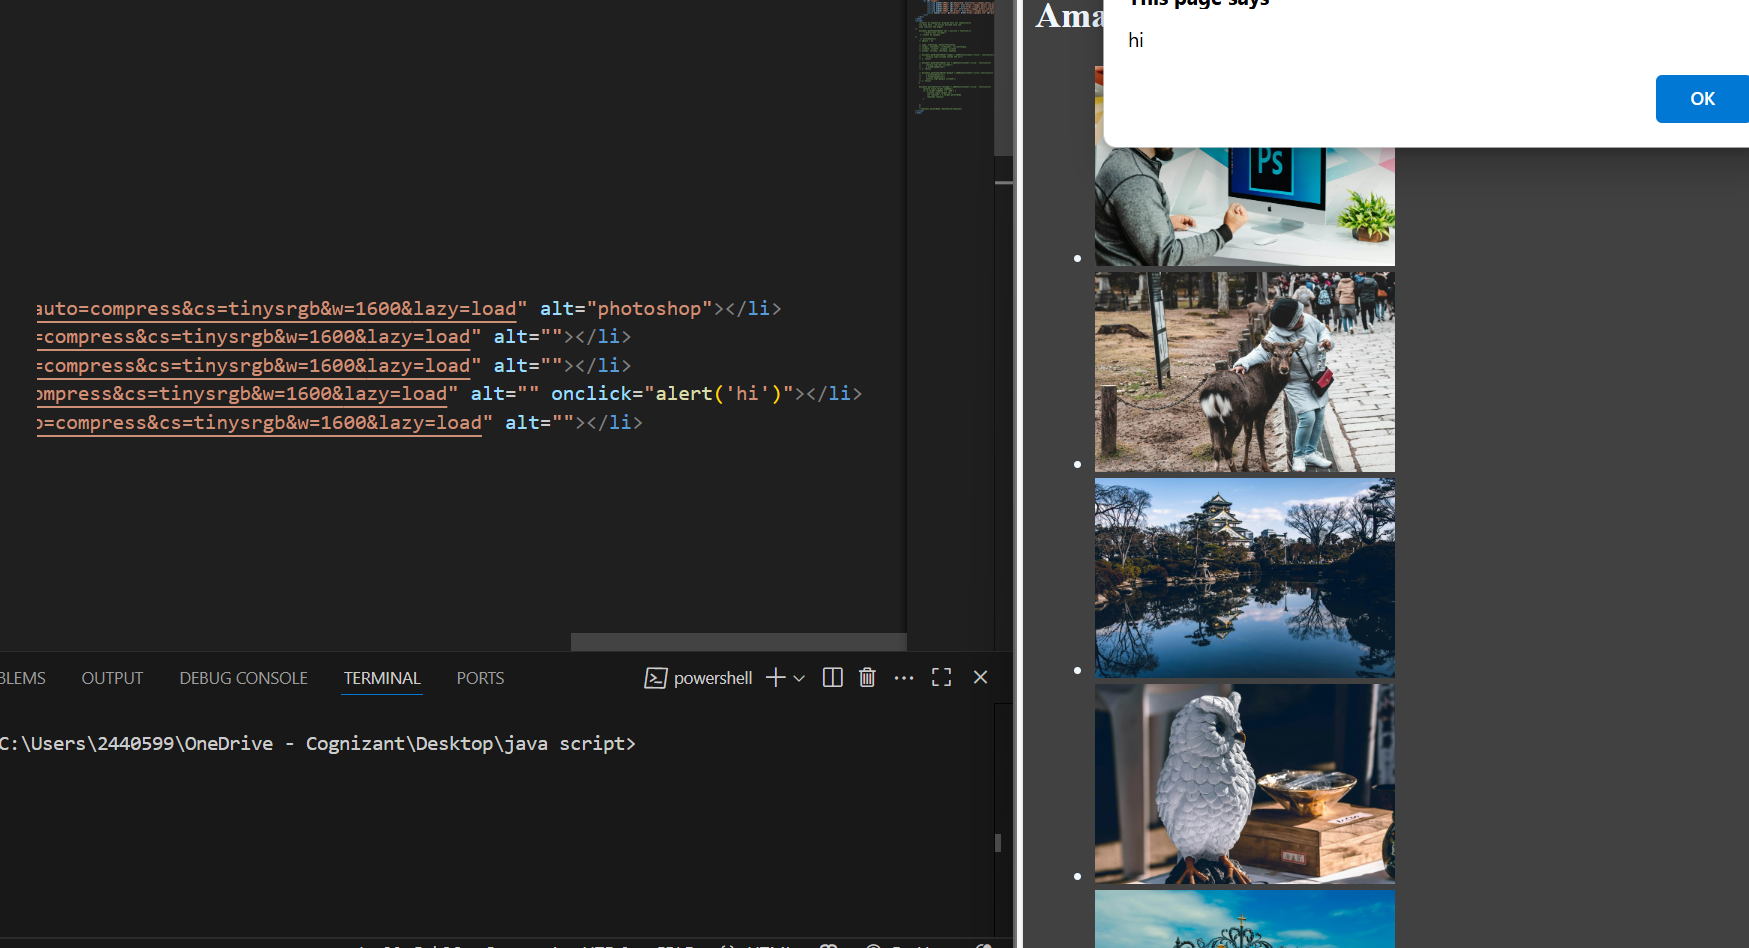 Ama
This page says
hi
OK
Ps
auto=compress&cs=tinysrgb&w=1600&lazy=load" alt="photoshop"></li>
=compress&cs=tinysrgb&w=1600&lazy=load" alt=""></li>
=compress&cs=tinysrgb&w=1600&lazy=load" alt=""></li>
ompress&cs=tinysrgb&w=1600&lazy=load" alt="" onclick="alert('hi')"></li>
o=compress&cs=tinysrgb&w=1600&lazy=load" alt=""></li>
BLEMS OUTPUT DEBUG CONSOLE TERMINAL PORTS powershell
C:\Users\2440599\OneDrive - Cognizant\Desktop\java script>